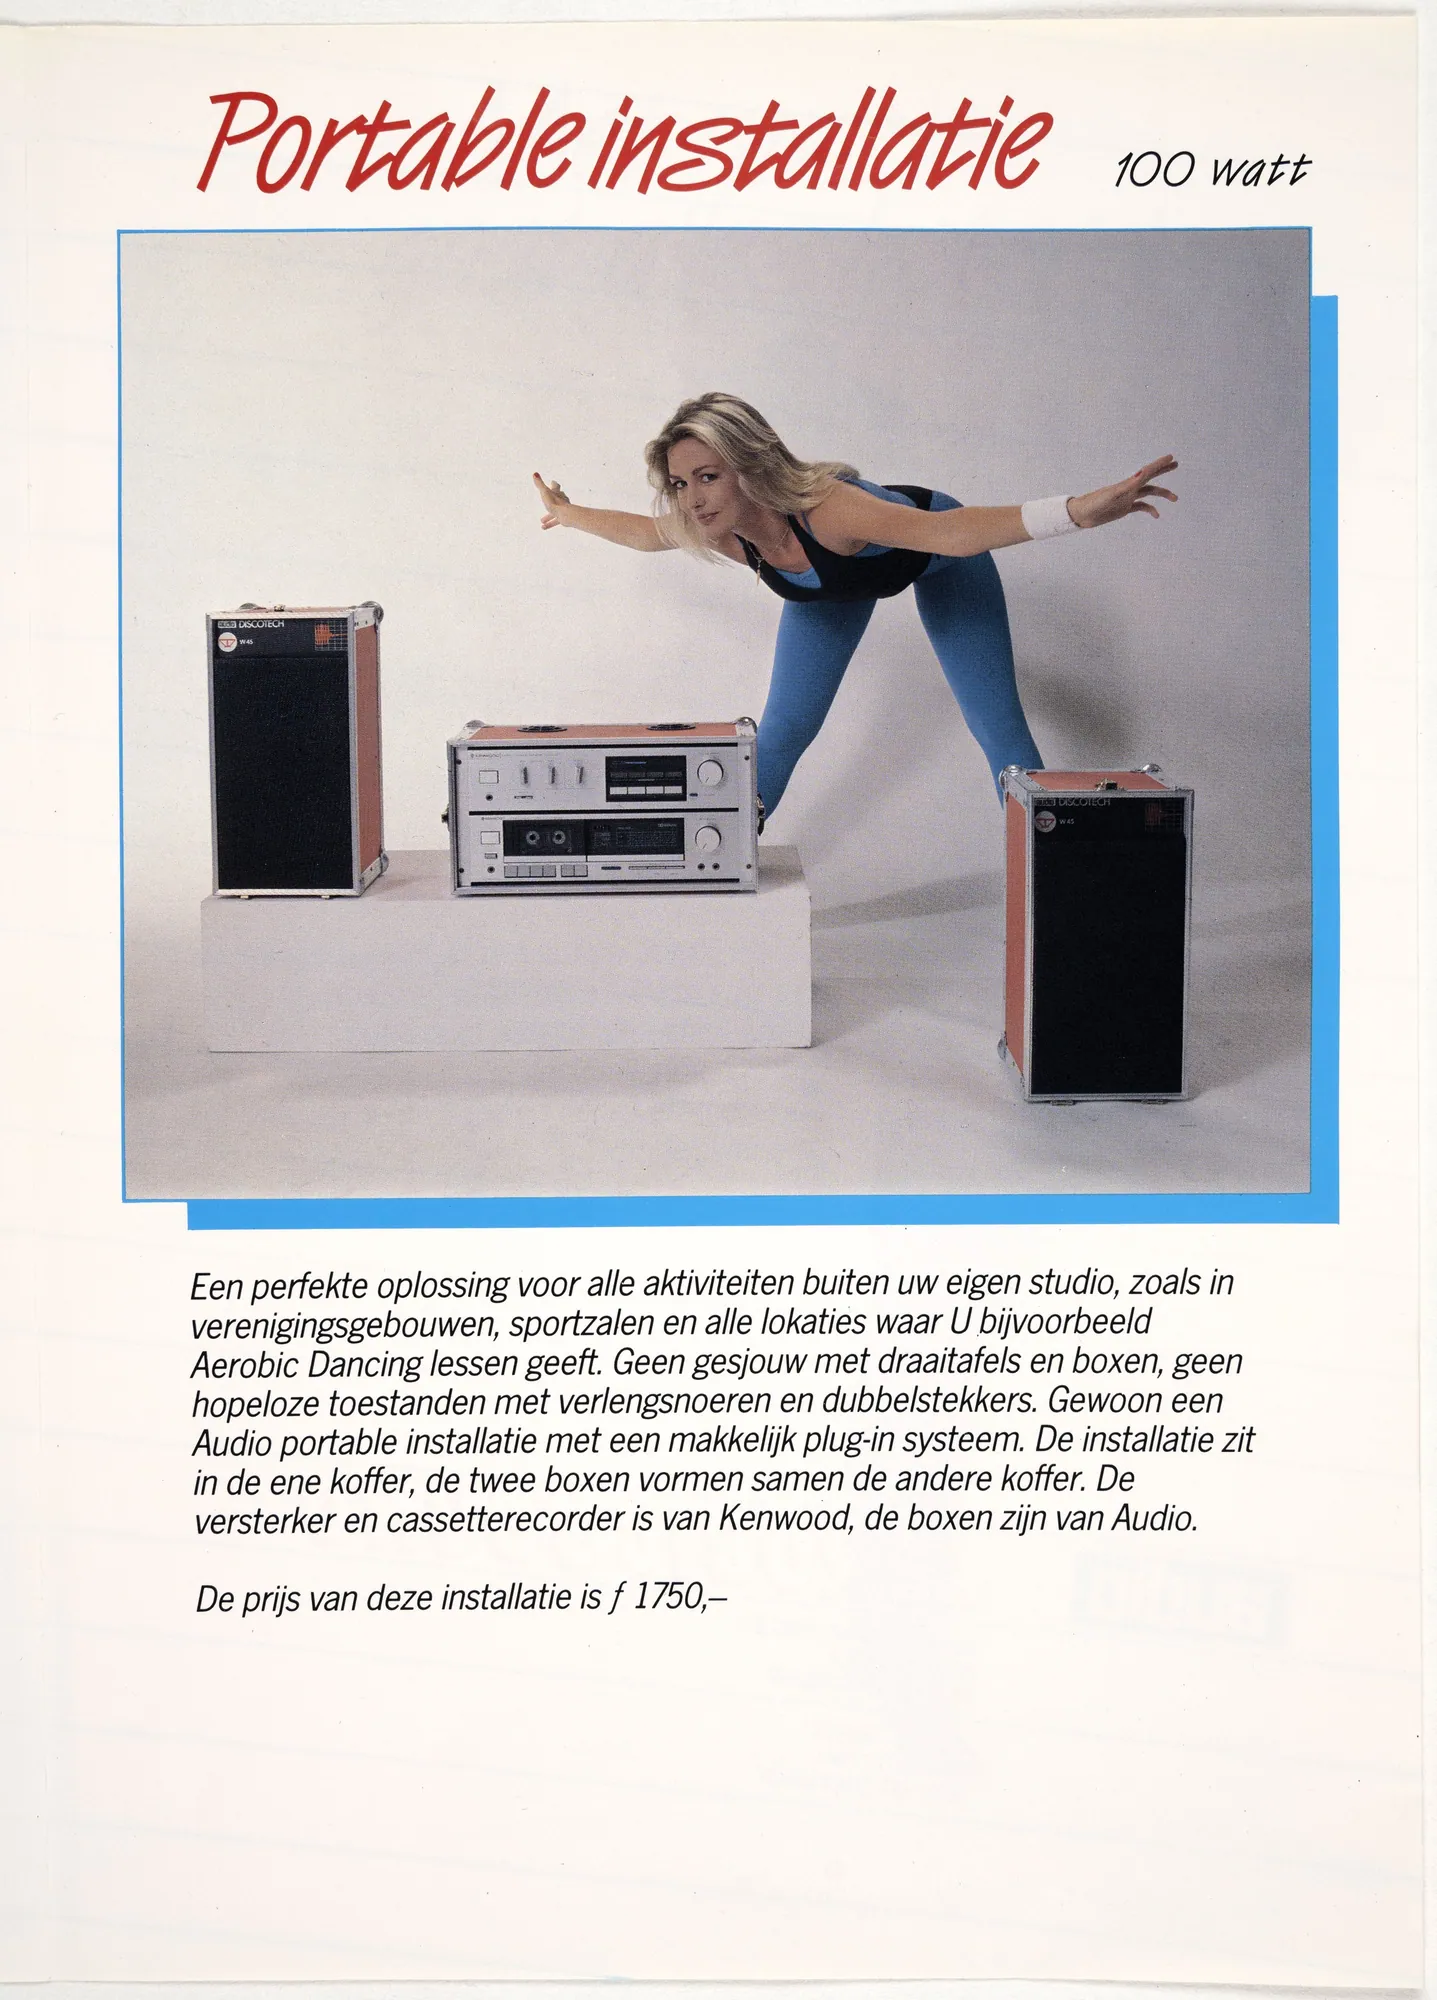 Portable installatie 100 watt
DISCOTECH
W45
DISCOTECH
W45
Een perfekte oplossing voor alle aktiviteiten buiten uw eigen studio, zoals in
verenigingsgebouwen, sportzalen en alle lokaties waar U bijvoorbeeld
Aerobic Dancing lessen geeft. Geen gesjouw met draaitafels en boxen, geen
hopeloze toestanden met verlengsnoeren en dubbelstekkers. Gewoon een
Audio portable installatie met een makkelijk plug-in systeem. De installatie zit
in de ene koffer, de twee boxen vormen samen de andere koffer. De
versterker en cassetterecorder is van Kenwood, de boxen zijn van Audio.
De prijs van deze installatie is ƒ 1750,–